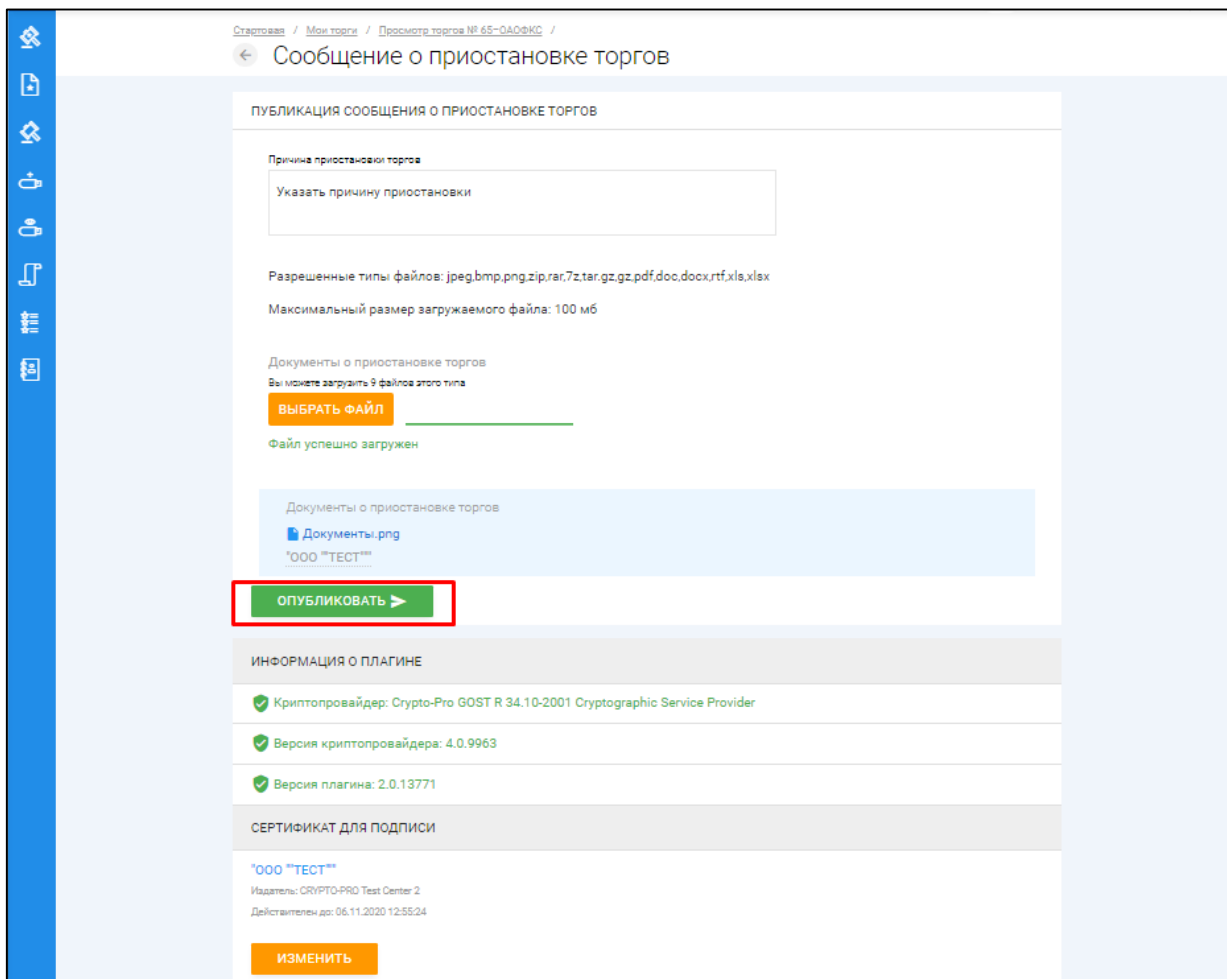 Стартовая / Мои торги / Просмотр торгов № 65-ОАОФКС /
Сообщение о приостановке торгов
ПУБЛИКАЦИЯ СООБЩЕНИЯ О ПРИОСТАНОВКЕ ТОРГОВ
Причина приостановки торгов
Указать причину приостановки
Разрешенные типы файлов: jpeg,bmp,png,zip,rar,7z,tar.gz,gz,pdf,doc,docx,rtf,xls,xlsx
Максимальный размер загружаемого файла: 100 мб
Документы о приостановке торгов
Вы можете загрузить 9 файлов этого типа
ВЫБРАТЬ ФАЙЛ
Файл успешно загружен
Документы о приостановке торгов
Документы.png
"ООО ""ТЕСТ"""
ОПУБЛИКОВАТЬ
ИНФОРМАЦИЯ О ПЛАГИНЕ
Криптопровайдер: Crypto-Pro GOST R 34.10-2001 Cryptographic Service Provider
Версия криптопровайдера: 4.0.9963
Версия плагина: 2.0.13771
СЕРТИФИКАТ ДЛЯ ПОДПИСИ
"ООО ""ТЕСТ"""
Издатель: CRYPTO-PRO Test Center 2
Действителен до: 06.11.2020 12:55:24
ИЗМЕНИТЬ